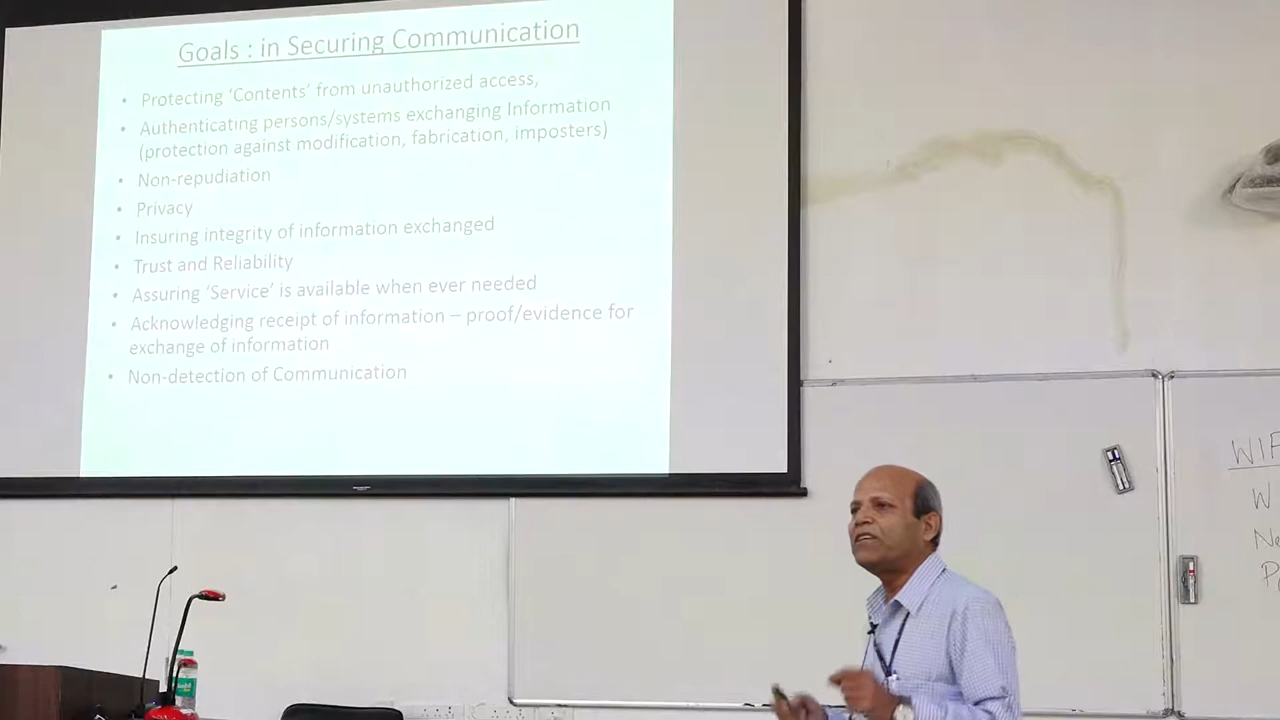 Goals : in Securing Communication
• Protecting ‘Contents’ from unauthorized access,
• Authenticating persons/systems exchanging Information
(protection against modification, fabrication, imposters)
• Non-repudiation
• Privacy
• Insuring integrity of information exchanged
• Trust and Reliability
• Assuring ‘Service’ is available when ever needed
• Acknowledging receipt of information – proof/evidence for
exchange of information
• Non-detection of Communication
WIF
W
Ne
P